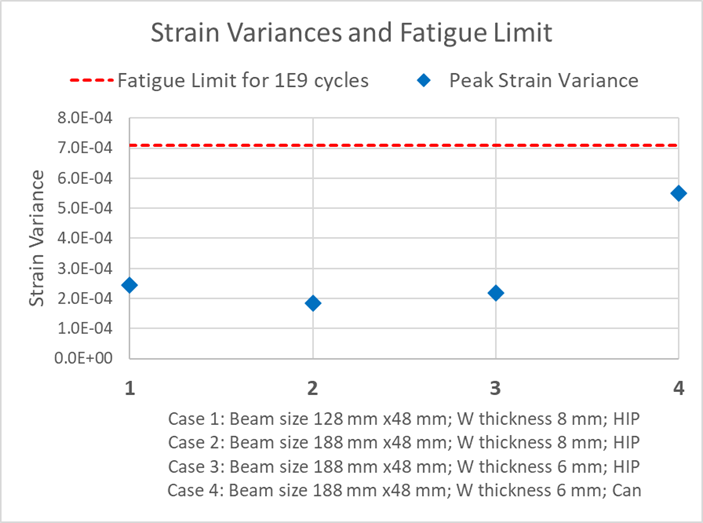 Strain Variances and Fatigue Limit
Fatigue Limit for 1E9 cycles Peak Strain Variance
8.0E-04
7.0E-04
6.0E-04
5.0E-04
4.0E-04
3.0E-04
2.0E-04
1.0E-04
0.0E+00
Strain Variance
1 2 3 4
Case 1: Beam size 128 mm x48 mm; W thickness 8 mm; HIP
Case 2: Beam size 188 mm x48 mm; W thickness 8 mm; HIP
Case 3: Beam size 188 mm x48 mm; W thickness 6 mm; HIP
Case 4: Beam size 188 mm x48 mm; W thickness 6 mm; Can